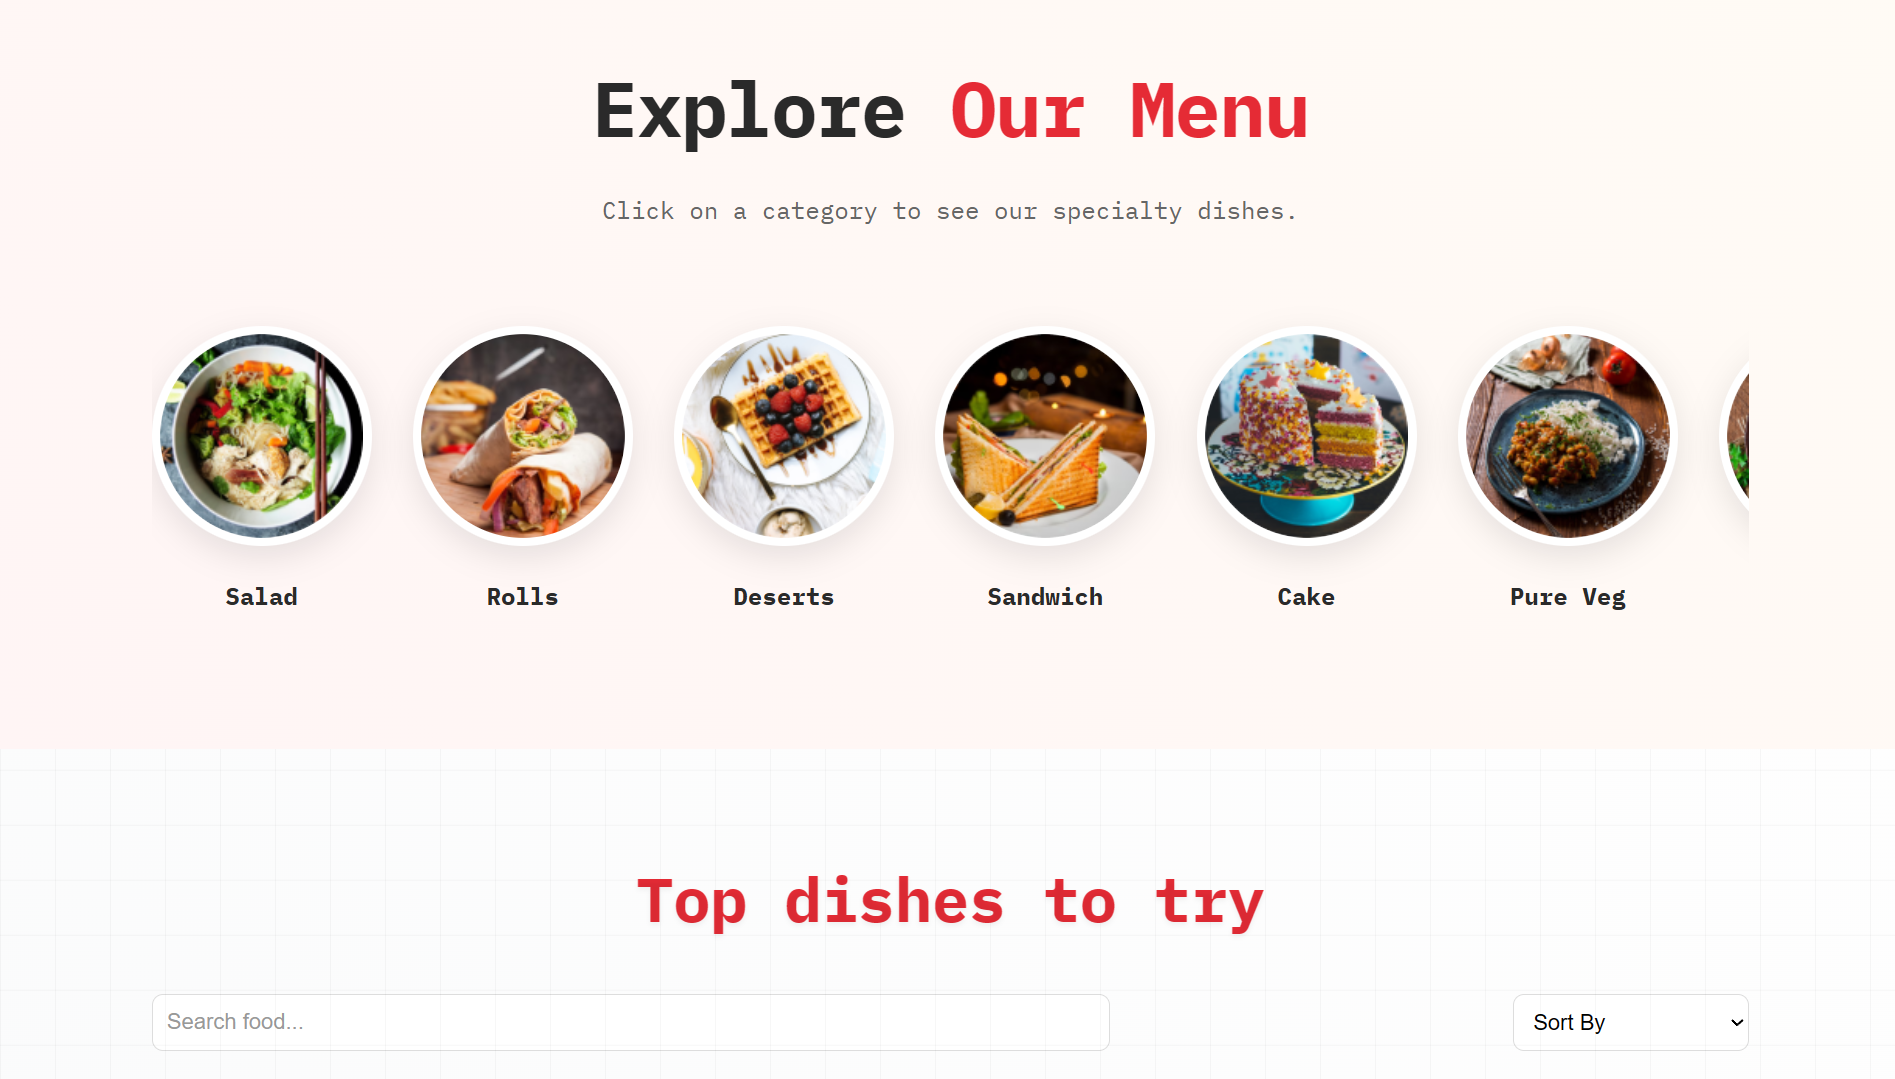 Explore Our Menu
Click on a category to see our specialty dishes.
Salad
Rolls
Deserts
Sandwich
Cake
Pure Veg
Top dishes to try
Search food...
Sort By